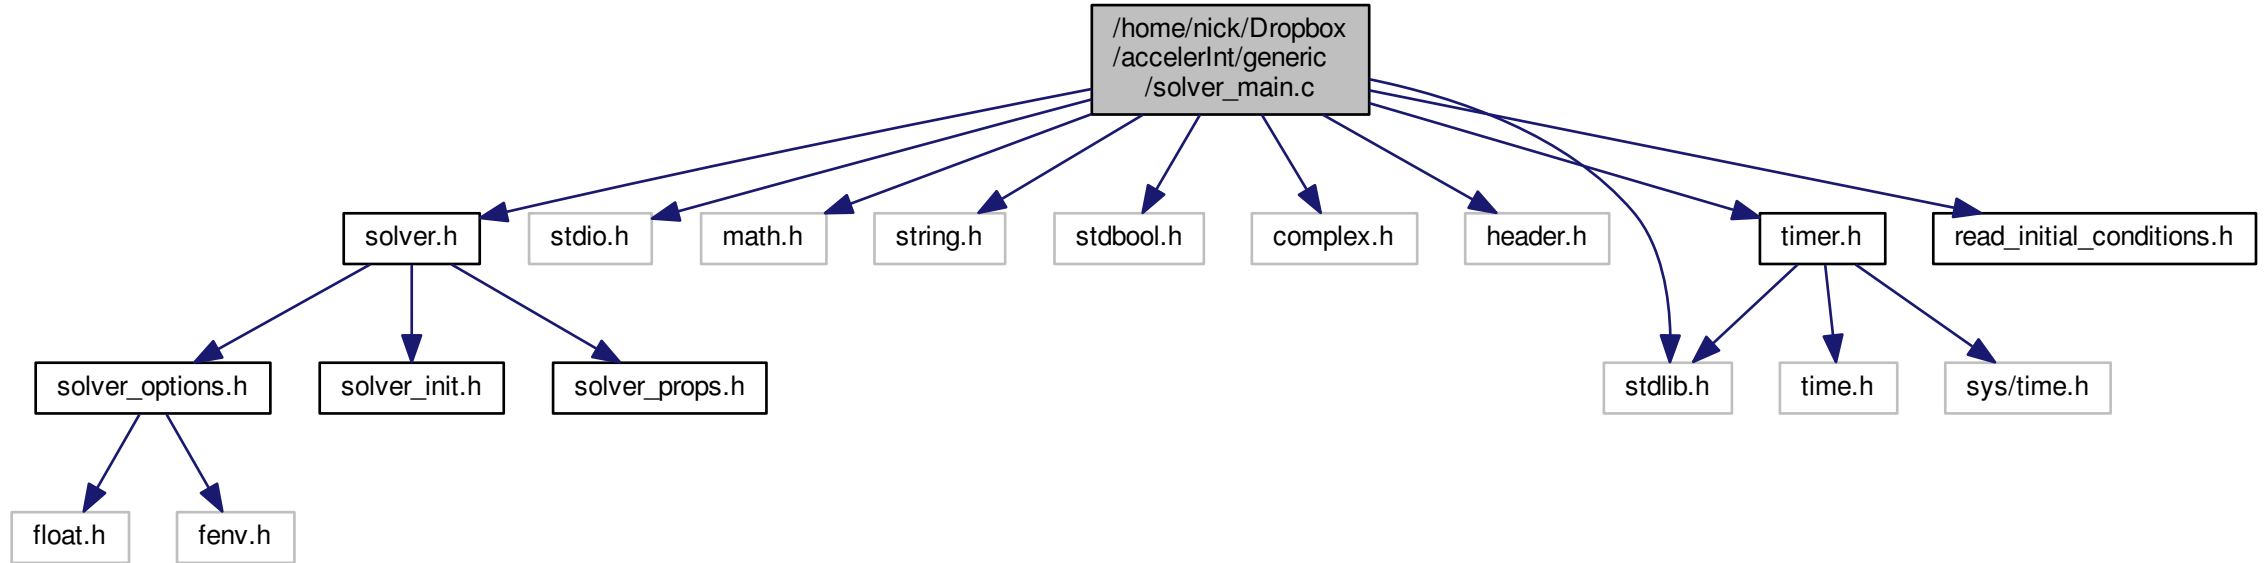 /home/nick/Dropbox
/accelerInt/generic
/solver_main.c
solver.h
stdio.h
math.h
string.h
stdbool.h
complex.h
header.h
timer.h
read_initial_conditions.h
solver_options.h
solver_init.h
solver_props.h
stdlib.h
time.h
sys/time.h
float.h
fenv.h